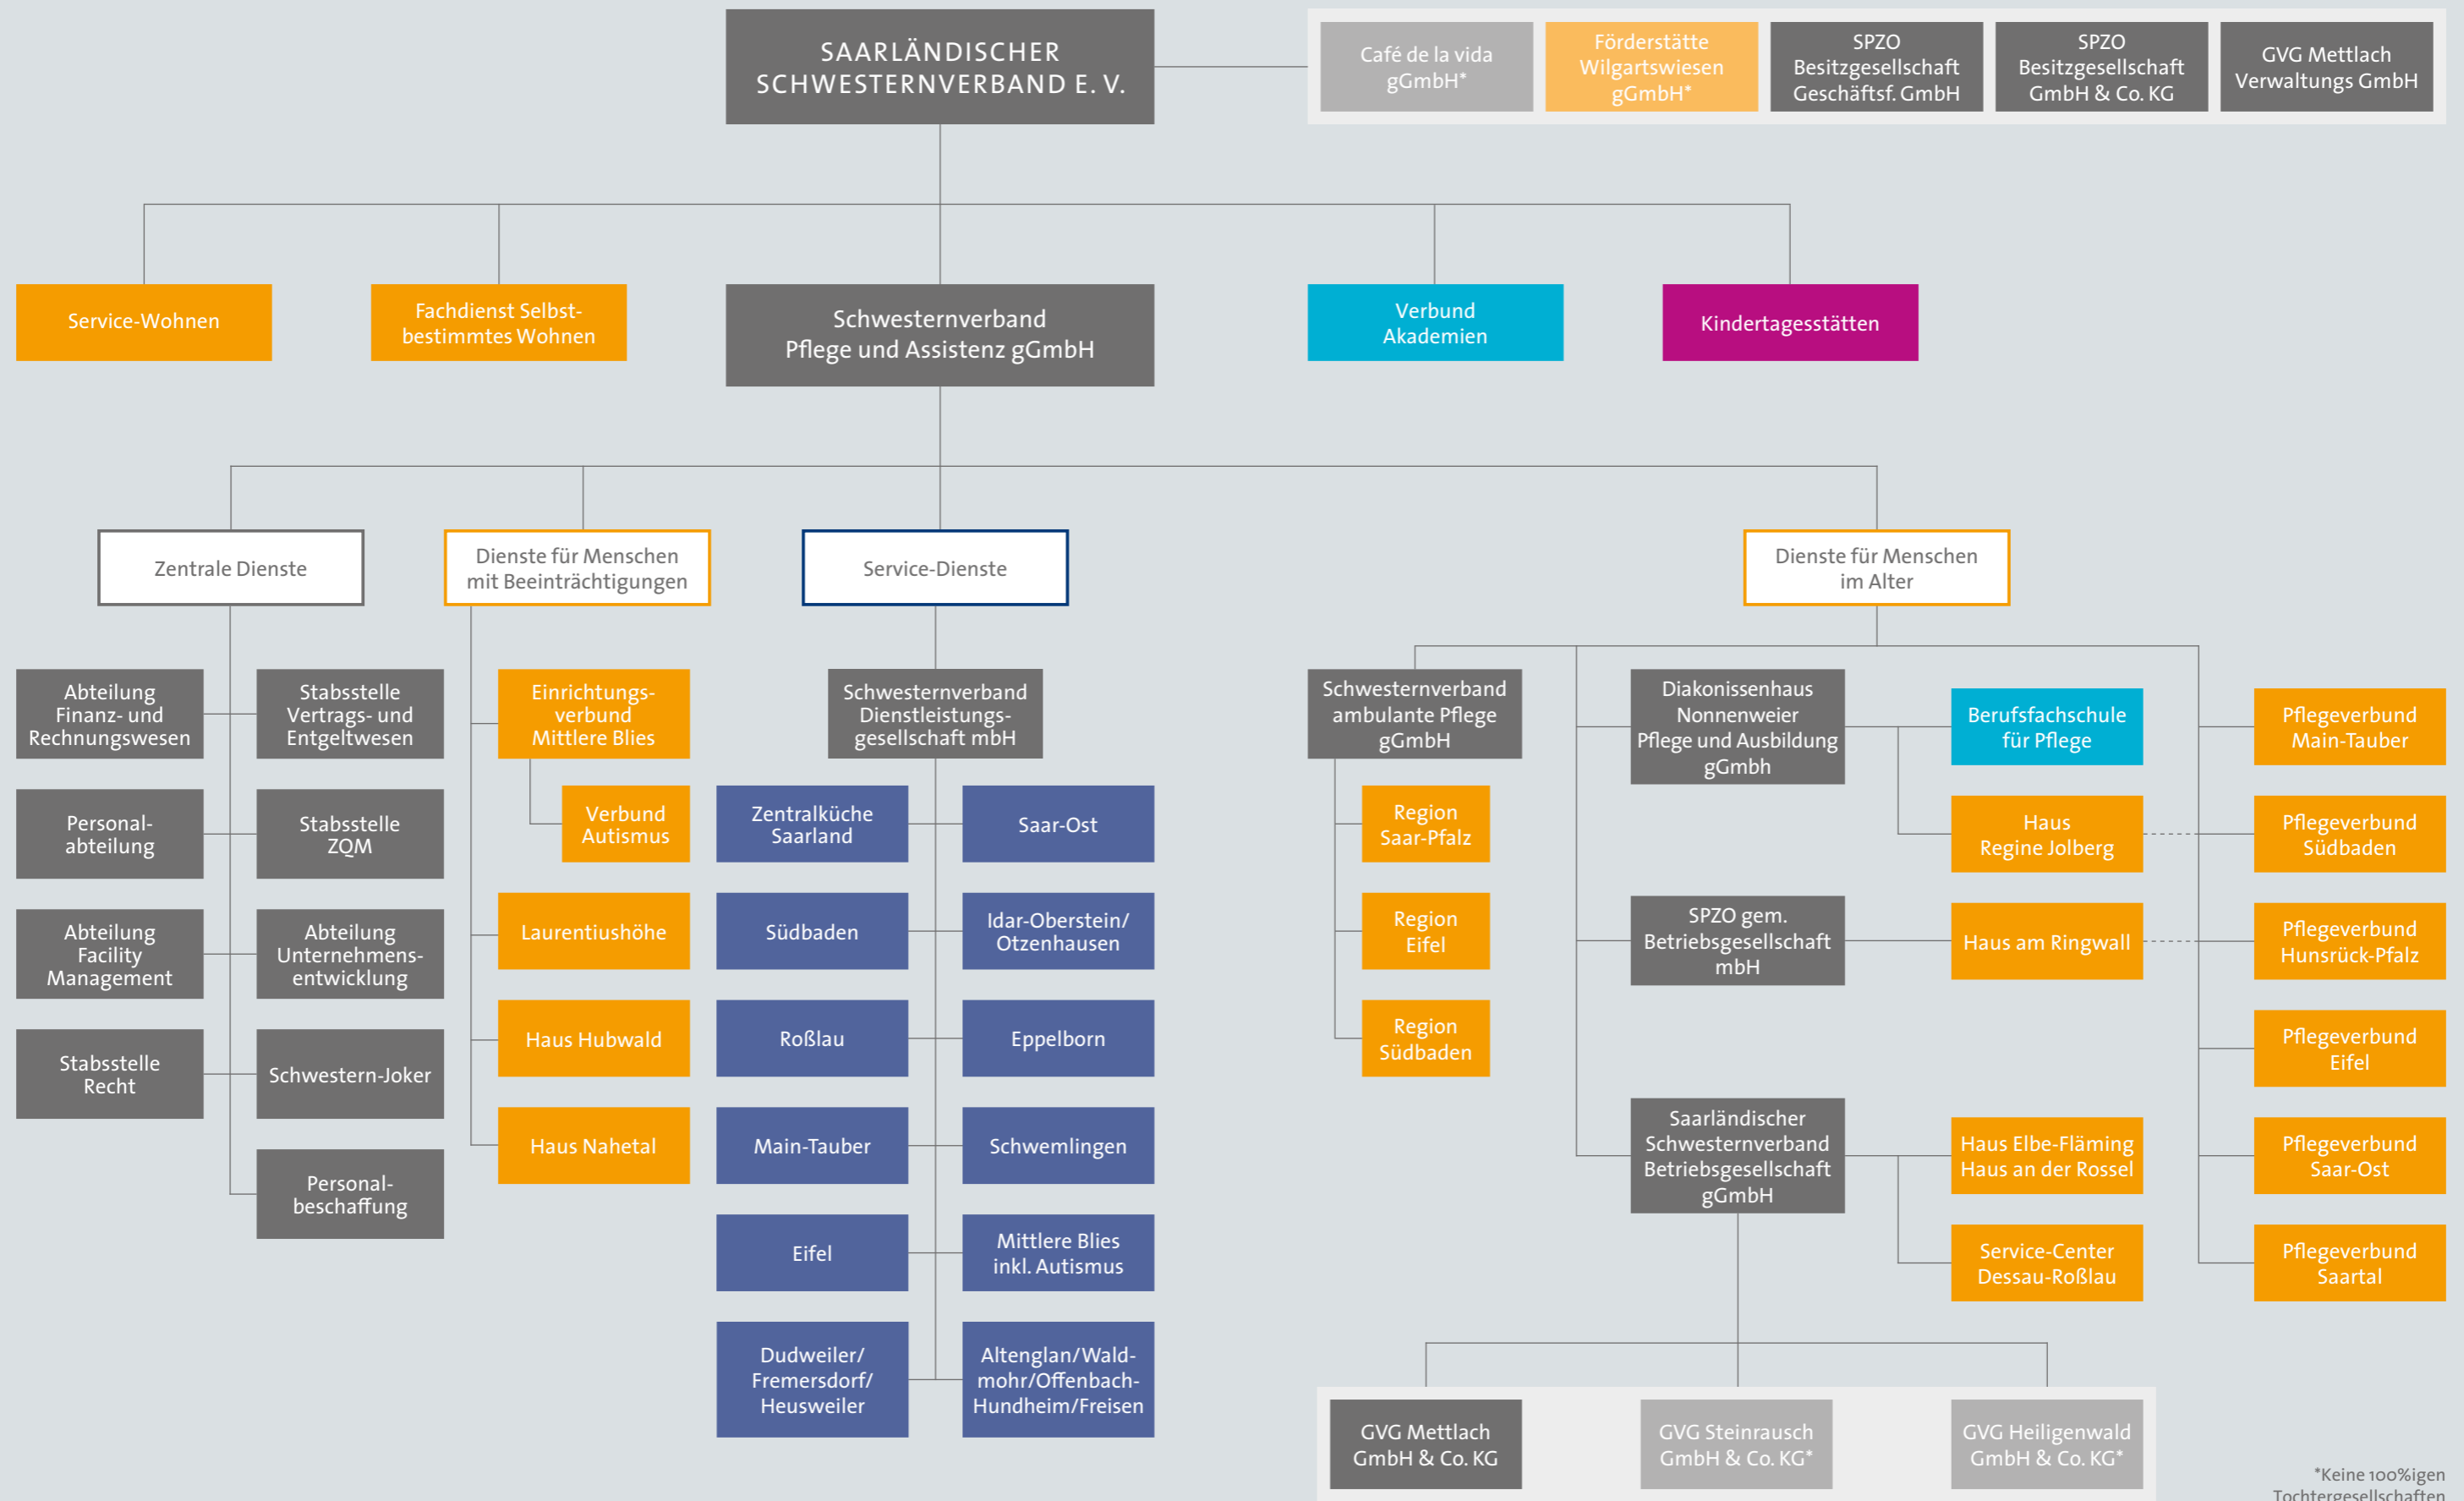 SAARLÄNDISCHER
SCHWESTERNVERBAND E. V.
Café de la vida
gGmbH*
Förderstätte
Wilgartswiesen
gGmbH*
SPZO
Besitzgesellschaft
Geschäftsf. GmbH
SPZO
Besitzgesellschaft
GmbH & Co. KG
GVG Mettlach
Verwaltungs GmbH
Service-Wohnen
Fachdienst Selbst-
bestimmtes Wohnen
Schwesternverband
Pflege und Assistenz gGmbH
Verbund
Akademien
Kindertagesstätten
Zentrale Dienste
Dienste für Menschen
mit Beeinträchtigungen
Service-Dienste
Dienste für Menschen
im Alter
Abteilung
Finanz- und
Rechnungswesen
Stabsstelle
Vertrags- und
Entgeltwesen
Personal-
abteilung
Stabsstelle
ZQM
Abteilung
Facility
Management
Abteilung
Unternehmens-
entwicklung
Stabsstelle
Recht
Schwestern-Joker
Personal-
beschaffung
Einrichtungs-
verbund
Mittlere Blies
Verbund
Autismus
Laurentiushöhe
Haus Hubwald
Haus Nahetal
Schwesternverband
Dienstleistungs-
gesellschaft mbH
Zentralküche
Saarland
Saar-Ost
Südbaden
Idar-Oberstein/
Otzenhausen
Roßlau
Eppelborn
Main-Tauber
Schwemlingen
Eifel
Mittlere Blies
inkl. Autismus
Dudweiler/
Fremersdorf/
Heusweiler
Altenglan/Wald-
mohr/Offenbach-
Hundheim/Freisen
Schwesternverband
ambulante Pflege
gGmbH
Region
Saar-Pfalz
Region
Eifel
Region
Südbaden
Diakonissenhaus
Nonnenweier
Pflege und Ausbildung
gGmbh
Berufsfachschule
für Pflege
Haus
Regine Jolberg
SPZO gem.
Betriebsgesellschaft
mbH
Haus am Ringwall
Saarländischer
Schwesternverband
Betriebsgesellschaft
gGmbH
Haus Elbe-Fläming
Haus an der Rossel
Service-Center
Dessau-Roßlau
Pflegeverbund
Main-Tauber
Pflegeverbund
Südbaden
Pflegeverbund
Hunsrück-Pfalz
Pflegeverbund
Eifel
Pflegeverbund
Saar-Ost
Pflegeverbund
Saartal
GVG Mettlach
GmbH & Co. KG
GVG Steinrausch
GmbH & Co. KG*
GVG Heiligenwald
GmbH & Co. KG*
*Keine 100%igen
Tochtergesellschaften